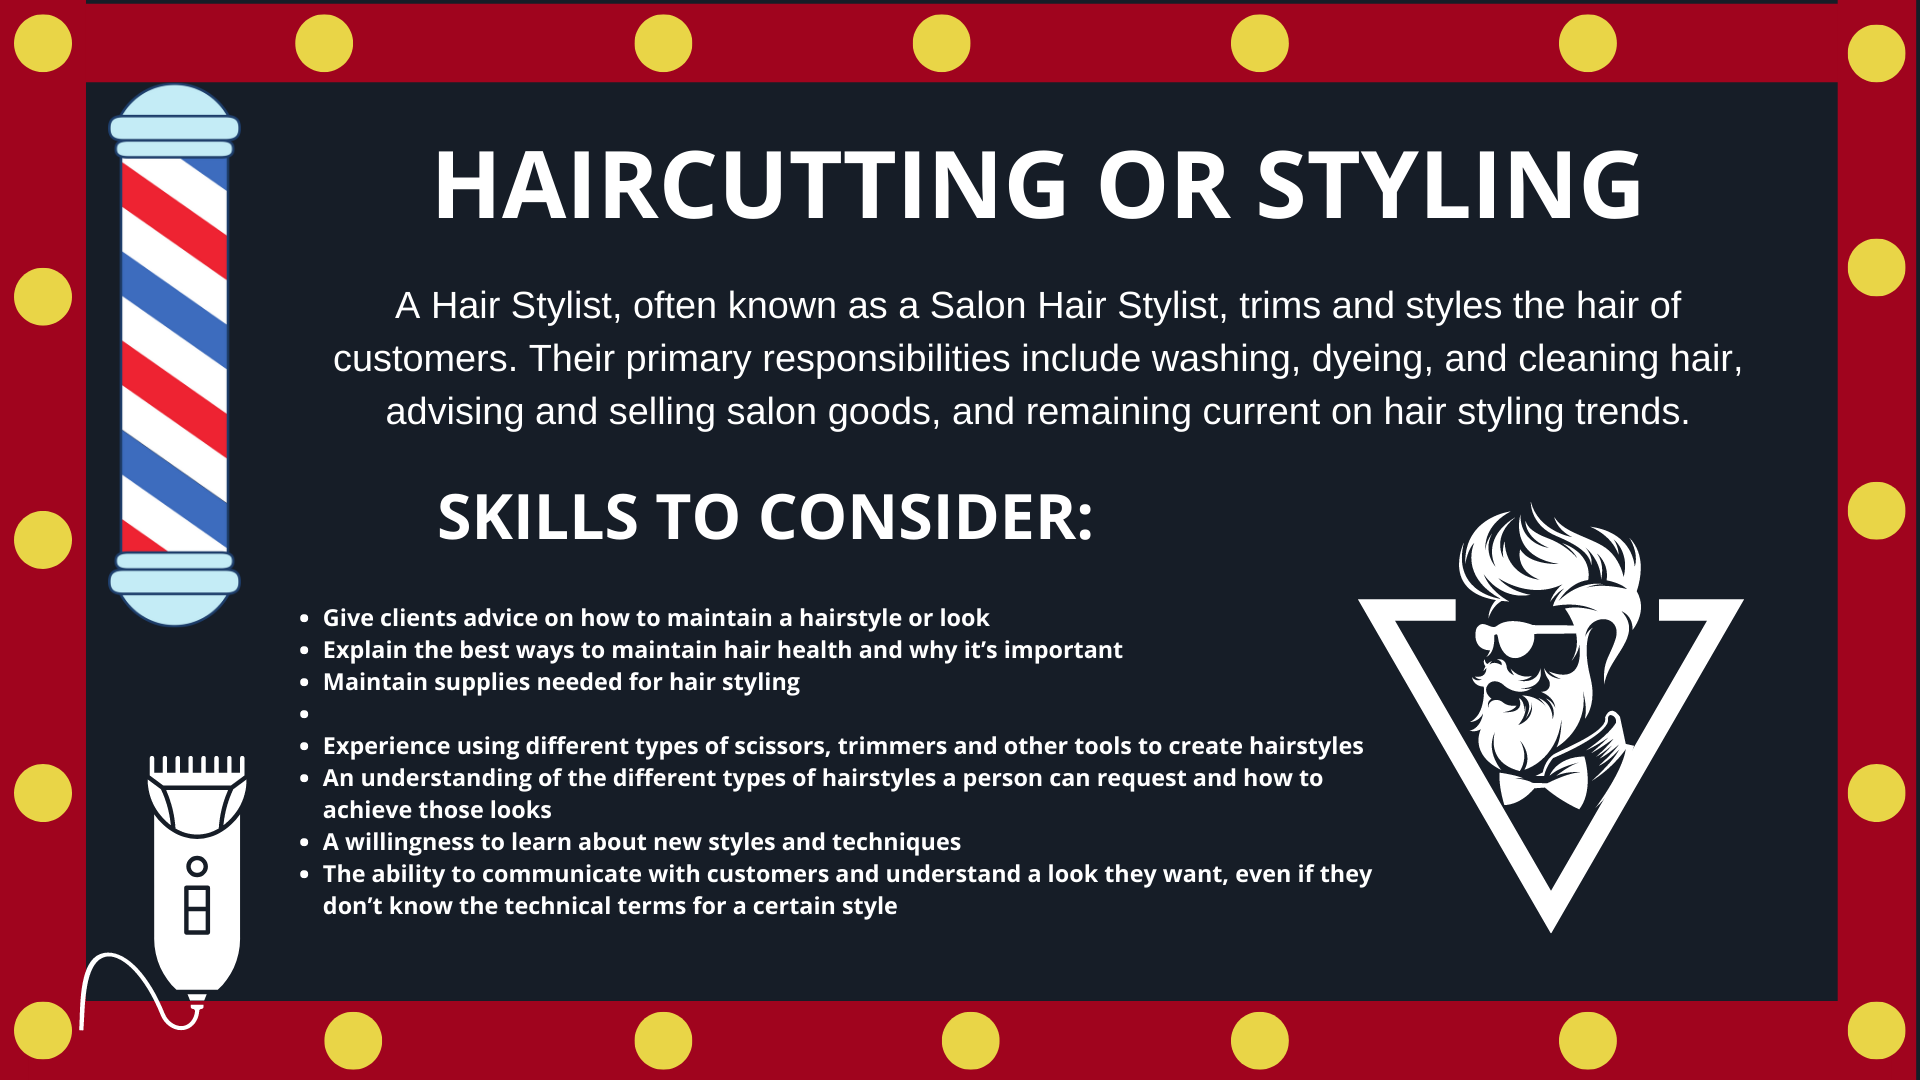 HAIRCUTTING OR STYLING
A Hair Stylist, often known as a Salon Hair Stylist, trims and styles the hair of
customers. Their primary responsibilities include washing, dyeing, and cleaning hair,
advising and selling salon goods, and remaining current on hair styling trends.
SKILLS TO CONSIDER:
• Give clients advice on how to maintain a hairstyle or look
• Explain the best ways to maintain hair health and why it’s important
• Maintain supplies needed for hair styling
•
• Experience using different types of scissors, trimmers and other tools to create hairstyles
• An understanding of the different types of hairstyles a person can request and how to
achieve those looks
• A willingness to learn about new styles and techniques
• The ability to communicate with customers and understand a look they want, even if they
don’t know the technical terms for a certain style